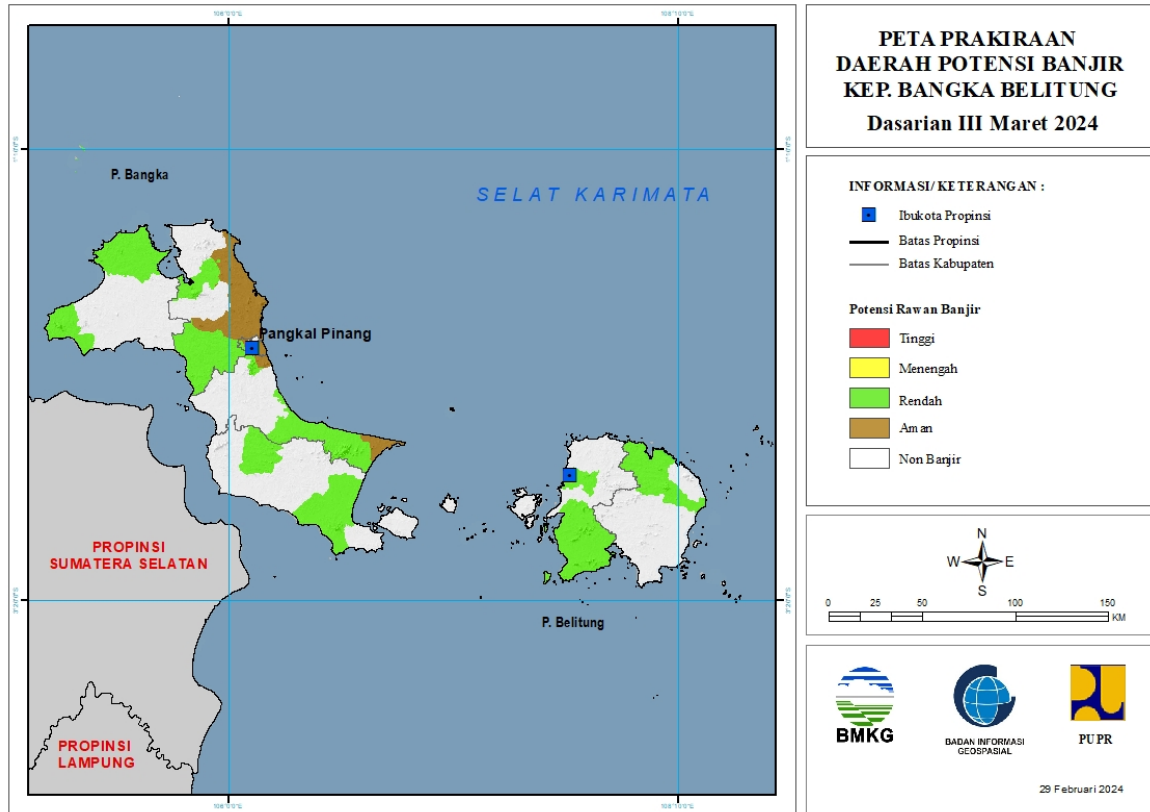 PETA PRAKIRAAN
DAERAH POTENSI BANJIR
KEP. BANGKA BELITUNG
Dasarian III Maret 2024
INFORMASI/ KETERANGAN :
Ibukota Propinsi
Batas Propinsi
Batas Kabupaten
Potensi Rawan Banjir
Tinggi
Menengah
Rendah
Aman
Non Banjir
P. Bangka
SELAT KARIMATA
Pangkal Pinang
PROPINSI
SUMATERA SELATAN
P. Belitung
PROPINSI
LAMPUNG
N
W E
S
0 25 50 100 150
KM
BMKG
BADAN INFORMASI
GEOSPASIAL
PUPR
29 Februari 2024